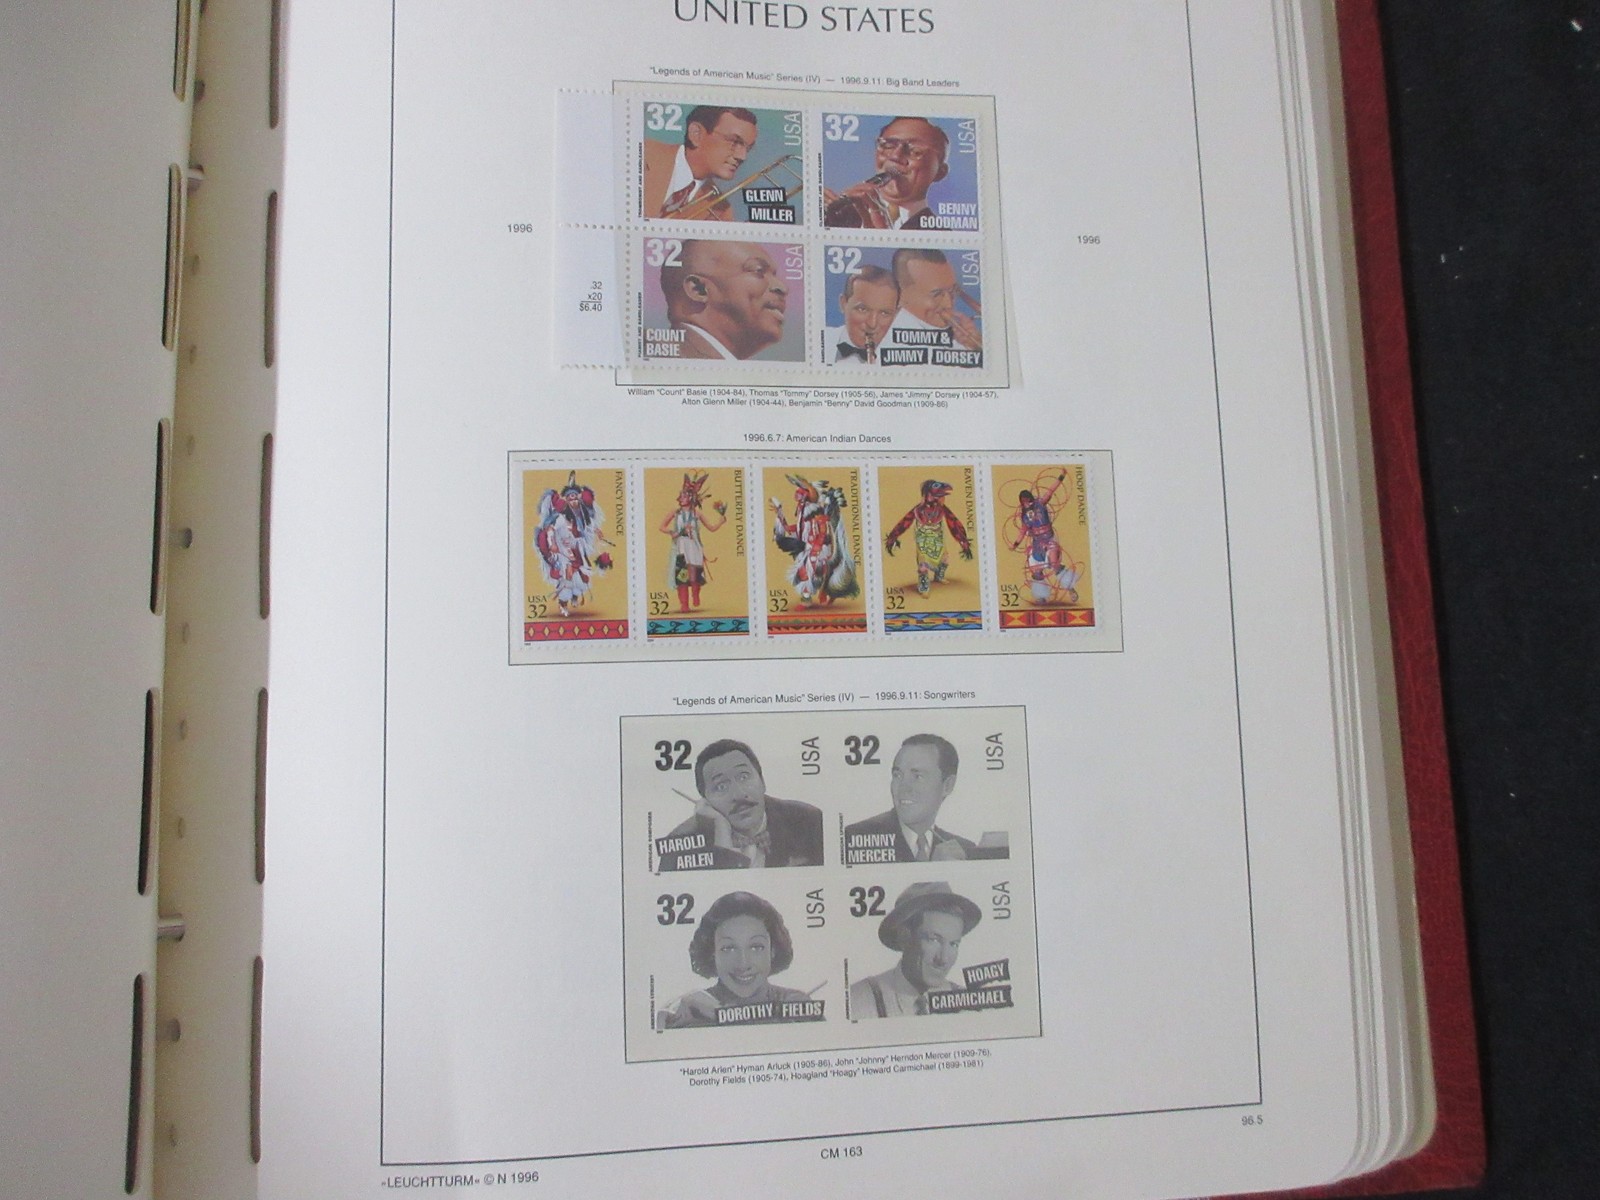 UNITED STATES
"Legends of American Music" Series (IV) — 1996.9.11: Big Band Leaders
32 USA
GLENN
MILLER
32 USA
BENNY
GOODMAN
1996
1996
.32
x20
$6.40
32 USA
COUNT
BASIE
32 USA
TOMMY &
JIMMY DORSEY
William "Count" Basie (1904-84), Thomas "Tommy" Dorsey (1905-56), James "Jimmy" Dorsey (1904-57),
Alton Glenn Miller (1904-44), Benjamin "Benny" David Goodman (1909-86)
1996.6.7: American Indian Dances
FANCY DANCE
USA
32
BUTTERFLY DANCE
USA
32
TRADITIONAL DANCE
USA
32
RAVEN DANCE
USA
32
HOOP DANCE
USA
32
"Legends of American Music" Series (IV) — 1996.9.11: Songwriters
32 USA
HAROLD
ARLEN
32 USA
JOHNNY
MERCER
32 USA
DOROTHY FIELDS
32 USA
HOAGY
CARMICHAEL
"Harold Arlen" Hyman Arluck (1905-86), John "Johnny" Herndon Mercer (1909-76),
Dorothy Fields (1905-74), Hoagland "Hoagy" Howard Carmichael (1899-1981)
96.5
CM 163
»LEUCHTTURM« © N 1996